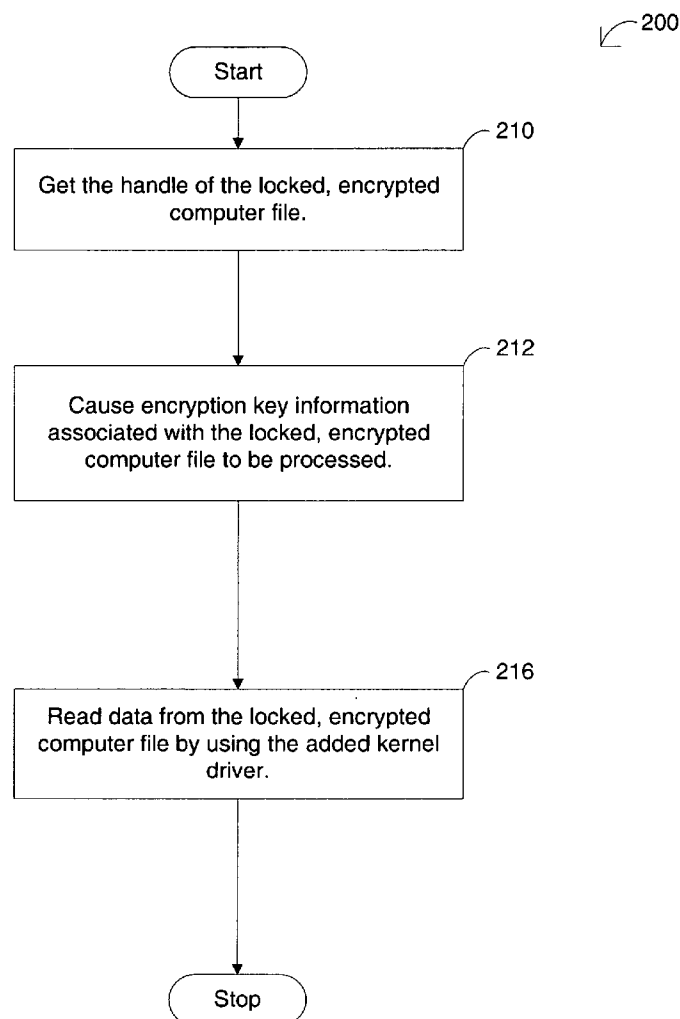 200
Start
210
Get the handle of the locked, encrypted
computer file.
212
Cause encryption key information
associated with the locked, encrypted
computer file to be processed.
216
Read data from the locked, encrypted
computer file by using the added kernel
driver.
Stop